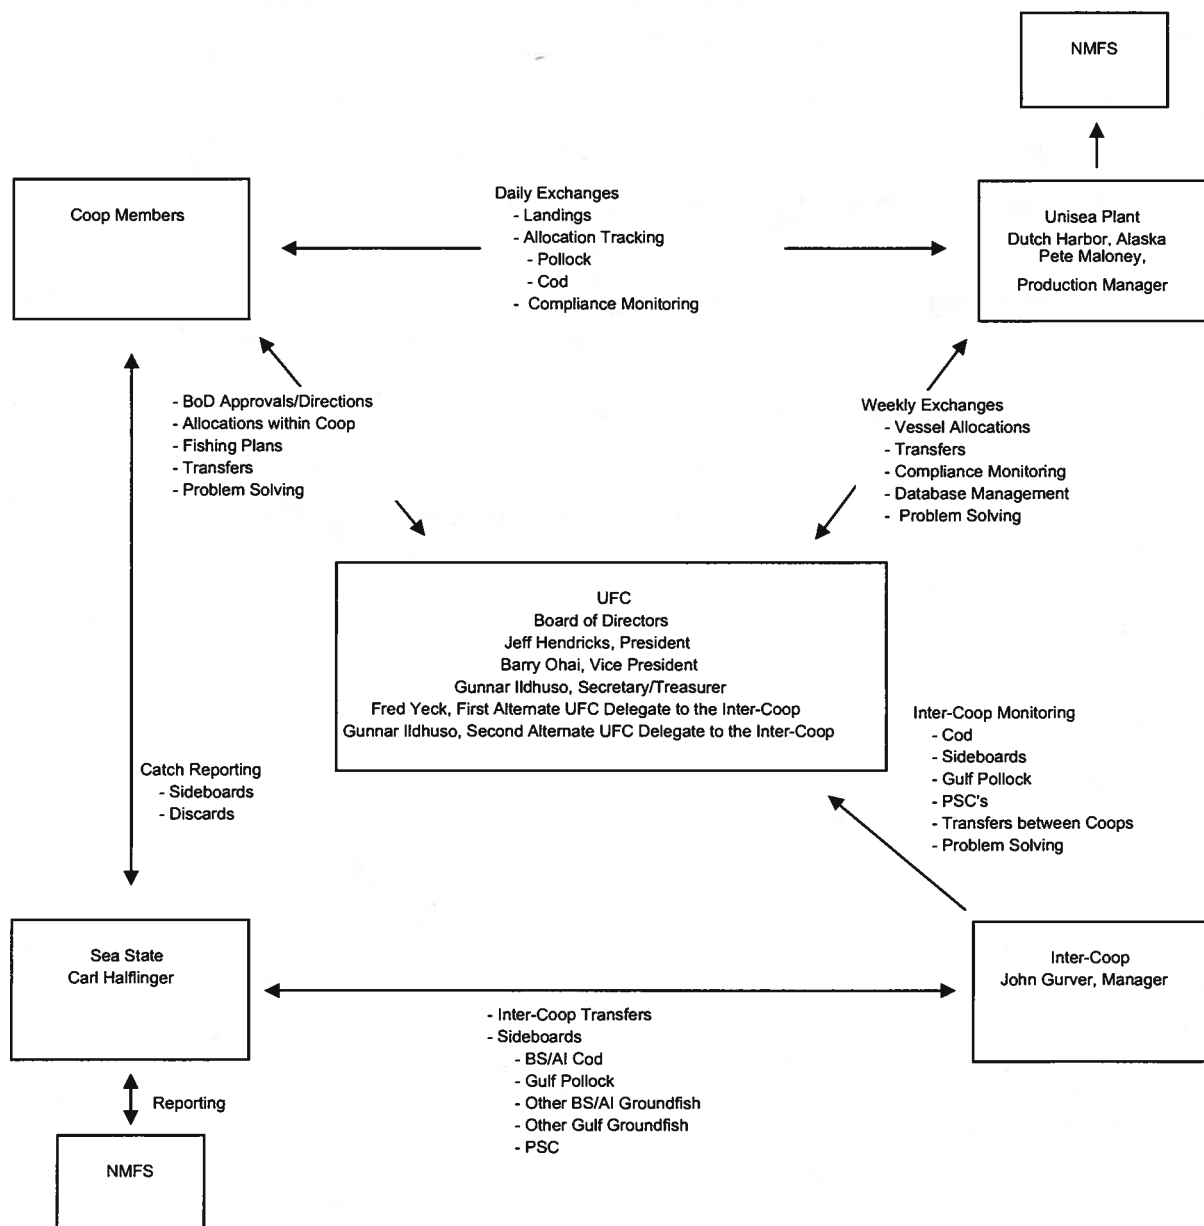 NMFS
Coop Members
Daily Exchanges
- Landings
- Allocation Tracking
- Pollock
- Cod
- Compliance Monitoring
Unisea Plant
Dutch Harbor, Alaska
Pete Maloney,
Production Manager
- BoD Approvals/Directions
- Allocations within Coop
- Fishing Plans
- Transfers
- Problem Solving
Weekly Exchanges
- Vessel Allocations
- Transfers
- Compliance Monitoring
- Database Management
- Problem Solving
UFC
Board of Directors
Jeff Hendricks, President
Barry Ohai, Vice President
Gunnar Ildhuso, Secretary/Treasurer
Fred Yeck, First Alternate UFC Delegate to the Inter-Coop
Gunnar Ildhuso, Second Alternate UFC Delegate to the Inter-Coop
Inter-Coop Monitoring
- Cod
- Sideboards
- Gulf Pollock
- PSC's
- Transfers between Coops
- Problem Solving
Catch Reporting
- Sideboards
- Discards
Sea State
Carl Halflinger
Inter-Coop
John Gurver, Manager
- Inter-Coop Transfers
- Sideboards
- BS/AI Cod
- Gulf Pollock
- Other BS/AI Groundfish
- Other Gulf Groundfish
- PSC
Reporting
NMFS